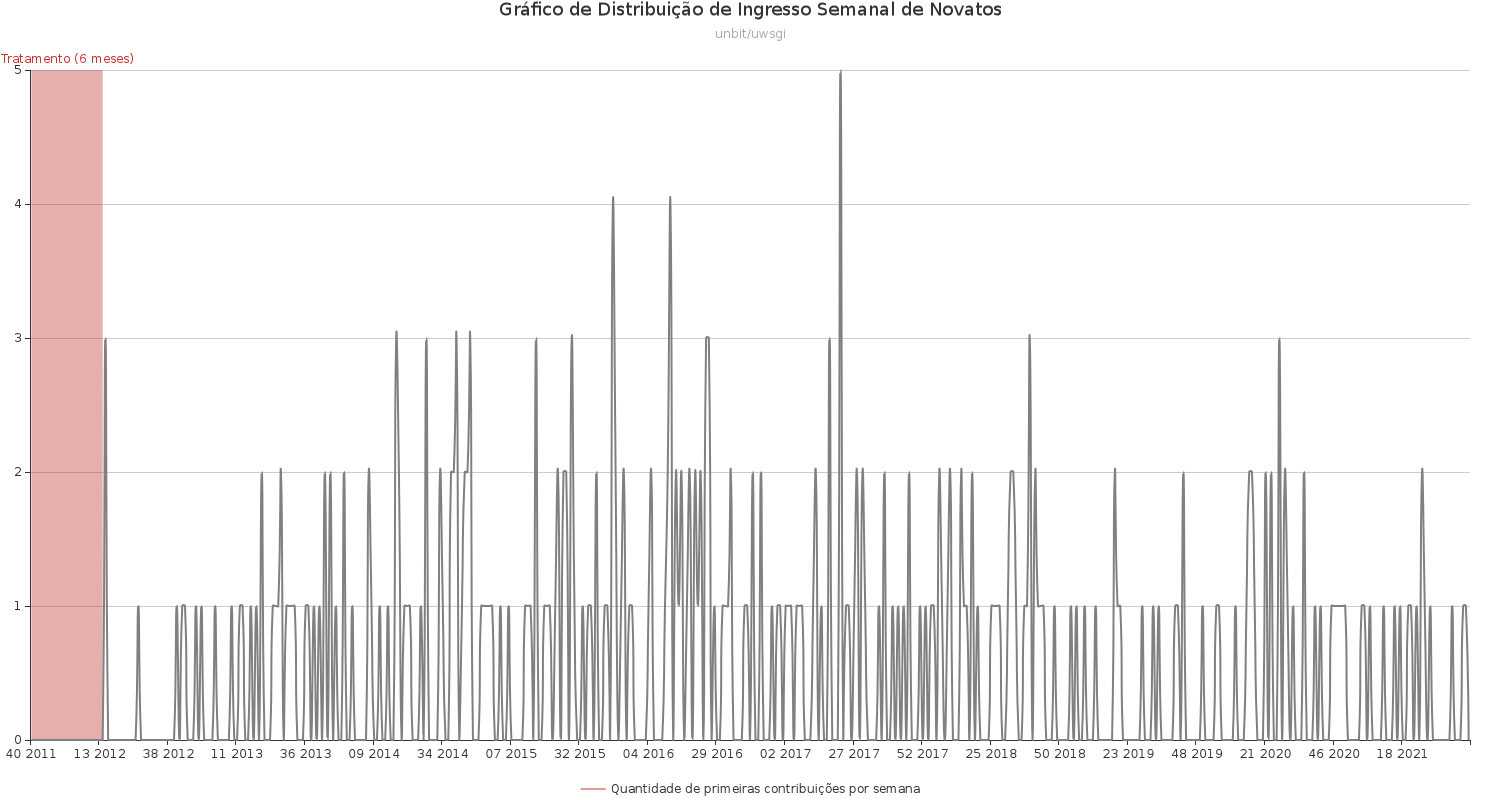 Gráfico de Distribuição de Ingresso Semanal de Novatos
unbit/uwsgi
Tratamento (6 meses)
5
4
3
2
1
0
40 2011 13 2012 38 2012 11 2013 36 2013 09 2014 34 2014 07 2015 32 2015 04 2016 29 2016 02 2017 27 2017 52 2017 25 2018 50 2018 23 2019 48 2019 21 2020 46 2020 18 2021
Quantidade de primeiras contribuições por semana